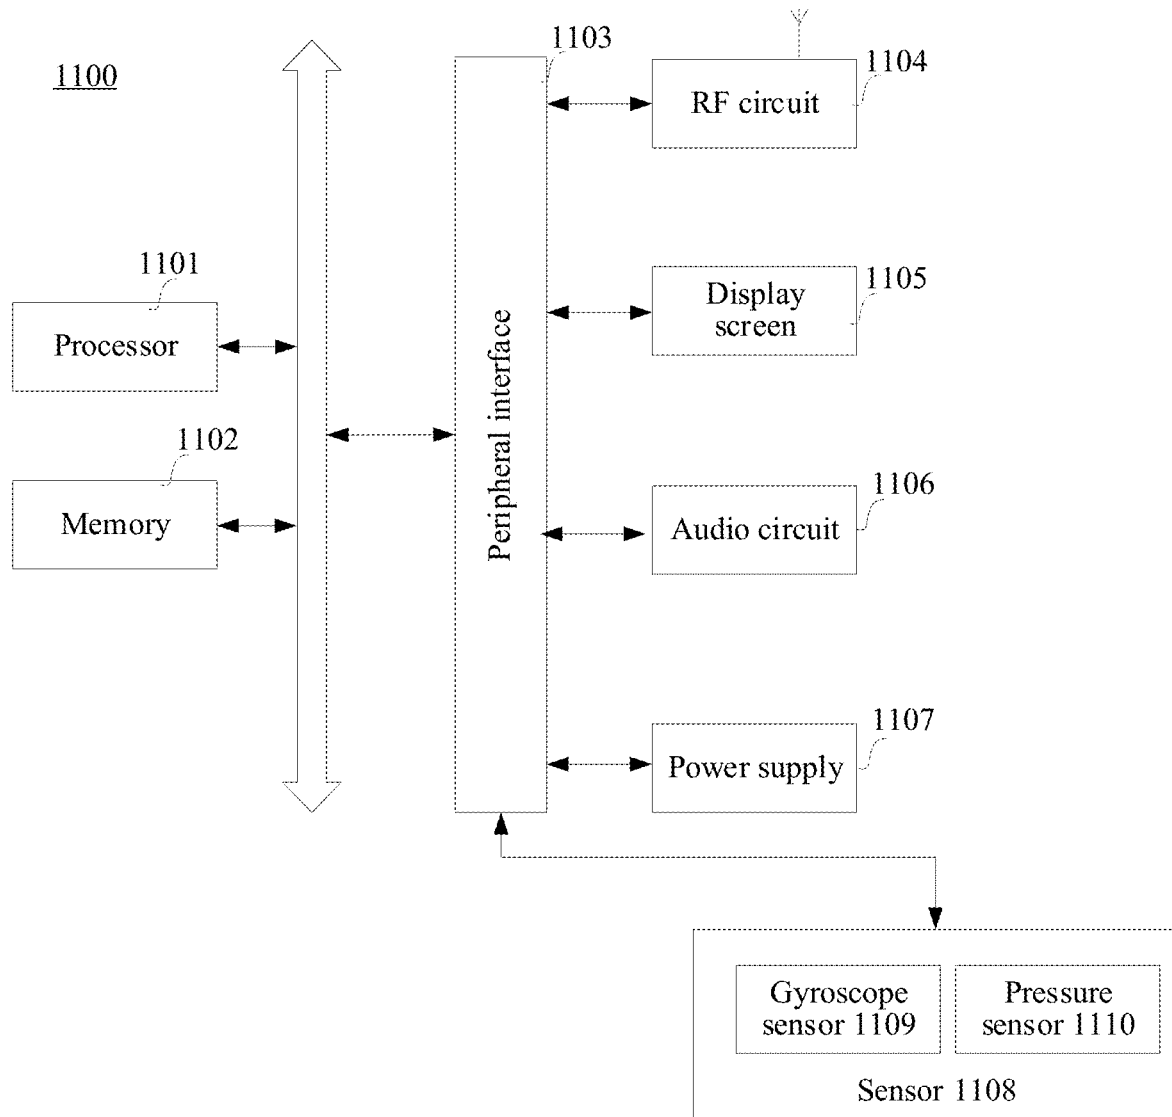 1100
1103
1104
RF circuit
1101
Processor
1105
Display
screen
Peripheral interface
1102
Memory
1106
Audio circuit
1107
Power supply
Gyroscope
sensor 1109
Pressure
sensor 1110
Sensor 1108